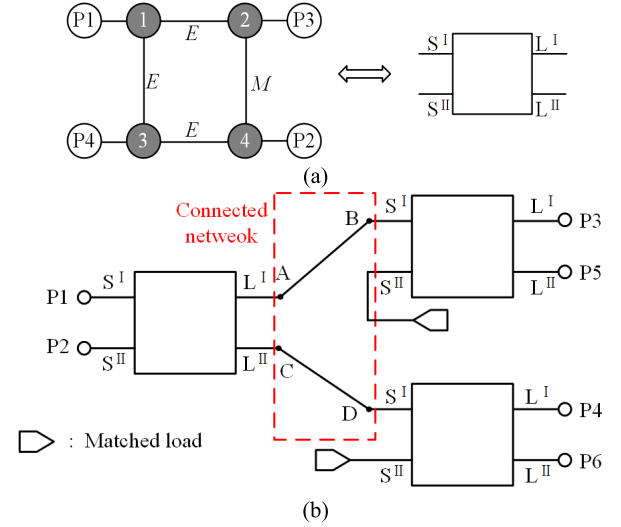 P1 1 E 2 P3
S I L I
E M
S II L II
P4 3 E 4 P2
(a)
Connected
netweok
B S I L I P3
A
S II L II P5
P1 S I L I
P2 S II L II
C
D S I L I P4
: Matched load
S II L II P6
(b)